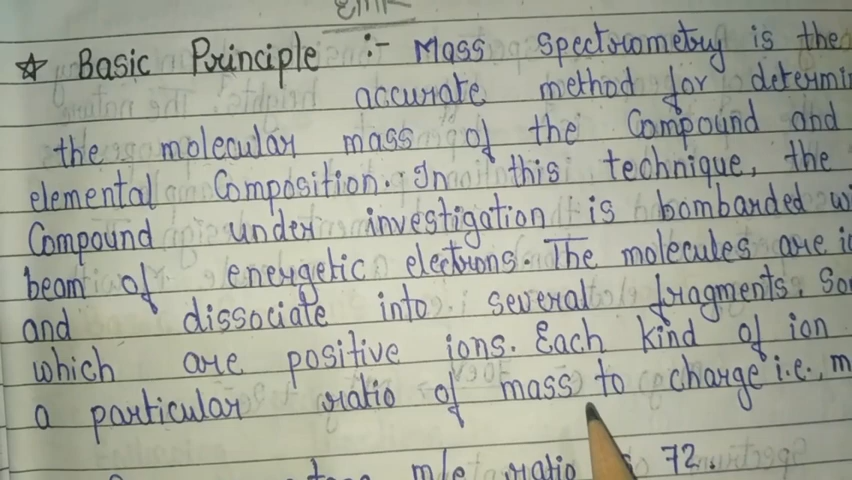 ☆ Basic Principle :- Mass spectrometry is the
accurate method for determi
the molecular mass of the Compound and
elemental Composition. In this technique, the
Compound under investigation is bombarded wi
beam of energetic electrons. The molecules are i
and dissociate into several fragments. So
which are positive ions. Each kind of ion
a particular ratio of mass to charge i.e., m
m/e ratio 72.